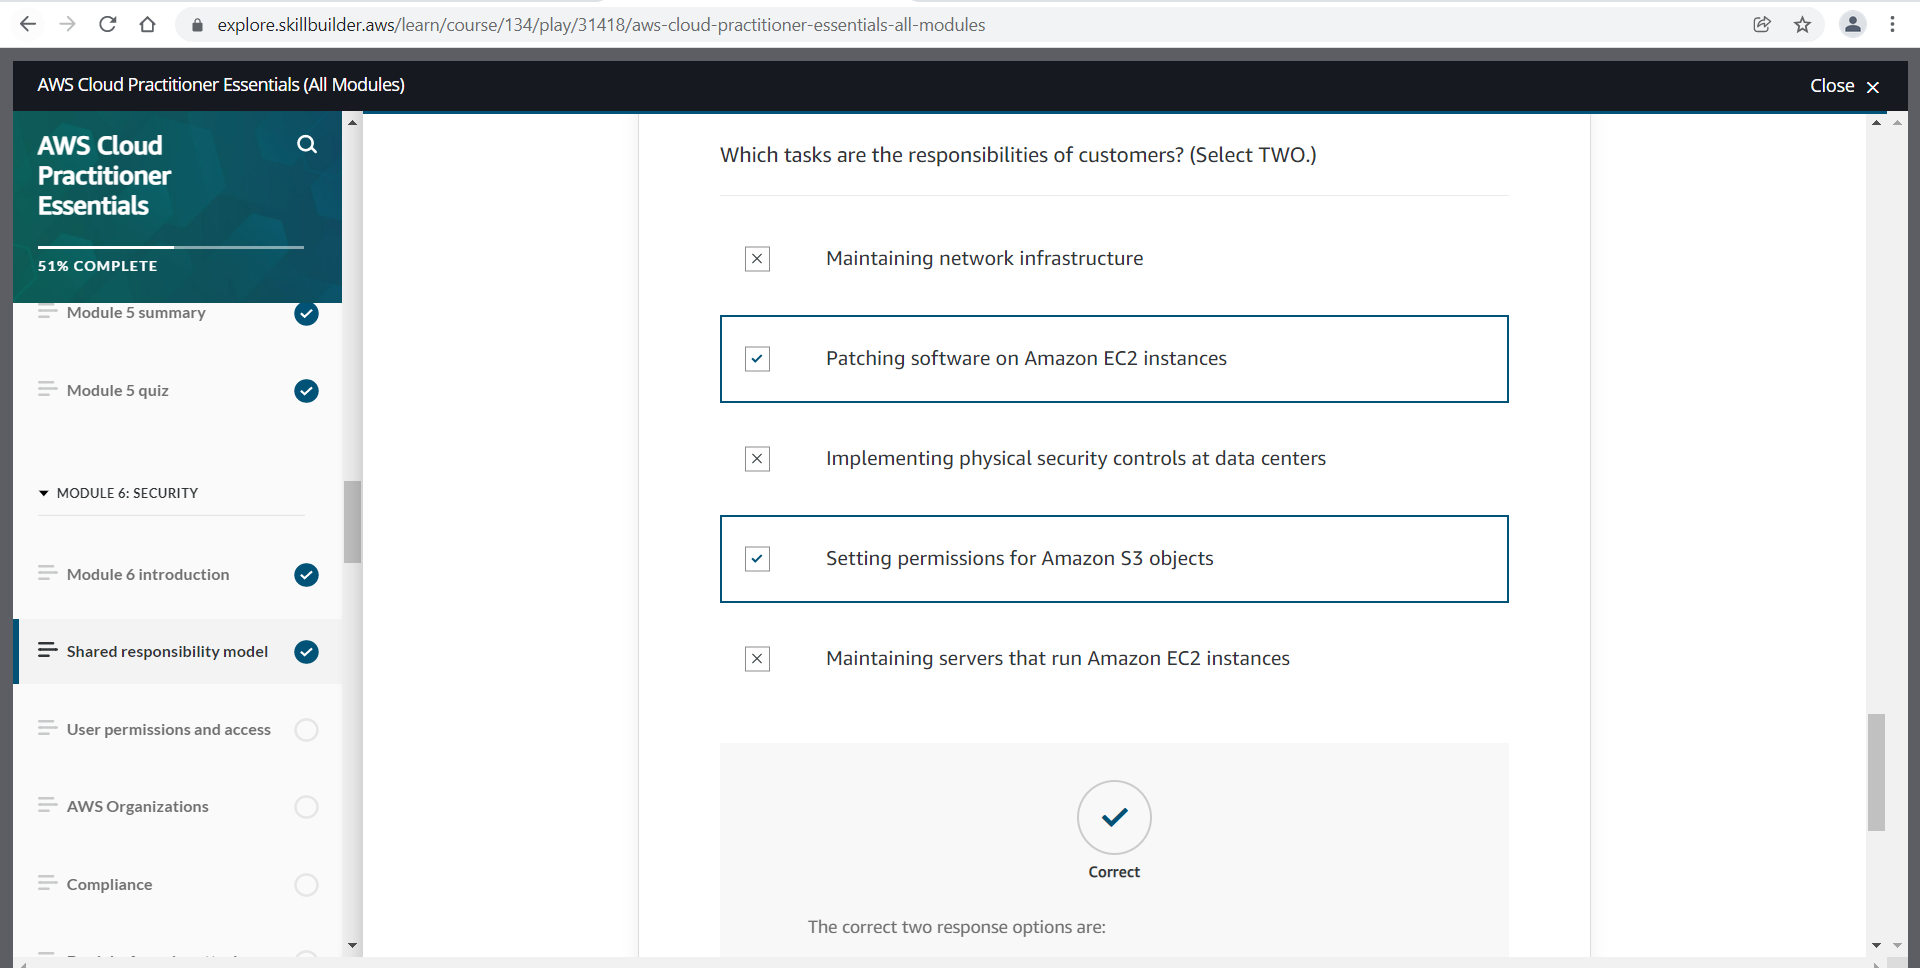 explore.skillbuilder.aws/learn/course/134/play/31418/aws-cloud-practitioner-essentials-all-modules
AWS Cloud Practitioner Essentials (All Modules)
Close
AWS Cloud
Practitioner
Essentials
51% COMPLETE
Module 5 summary
Module 5 quiz
MODULE 6: SECURITY
Module 6 introduction
Shared responsibility model
User permissions and access
AWS Organizations
Compliance
Which tasks are the responsibilities of customers? (Select TWO.)
Maintaining network infrastructure
Patching software on Amazon EC2 instances
Implementing physical security controls at data centers
Setting permissions for Amazon S3 objects
Maintaining servers that run Amazon EC2 instances
Correct
The correct two response options are: